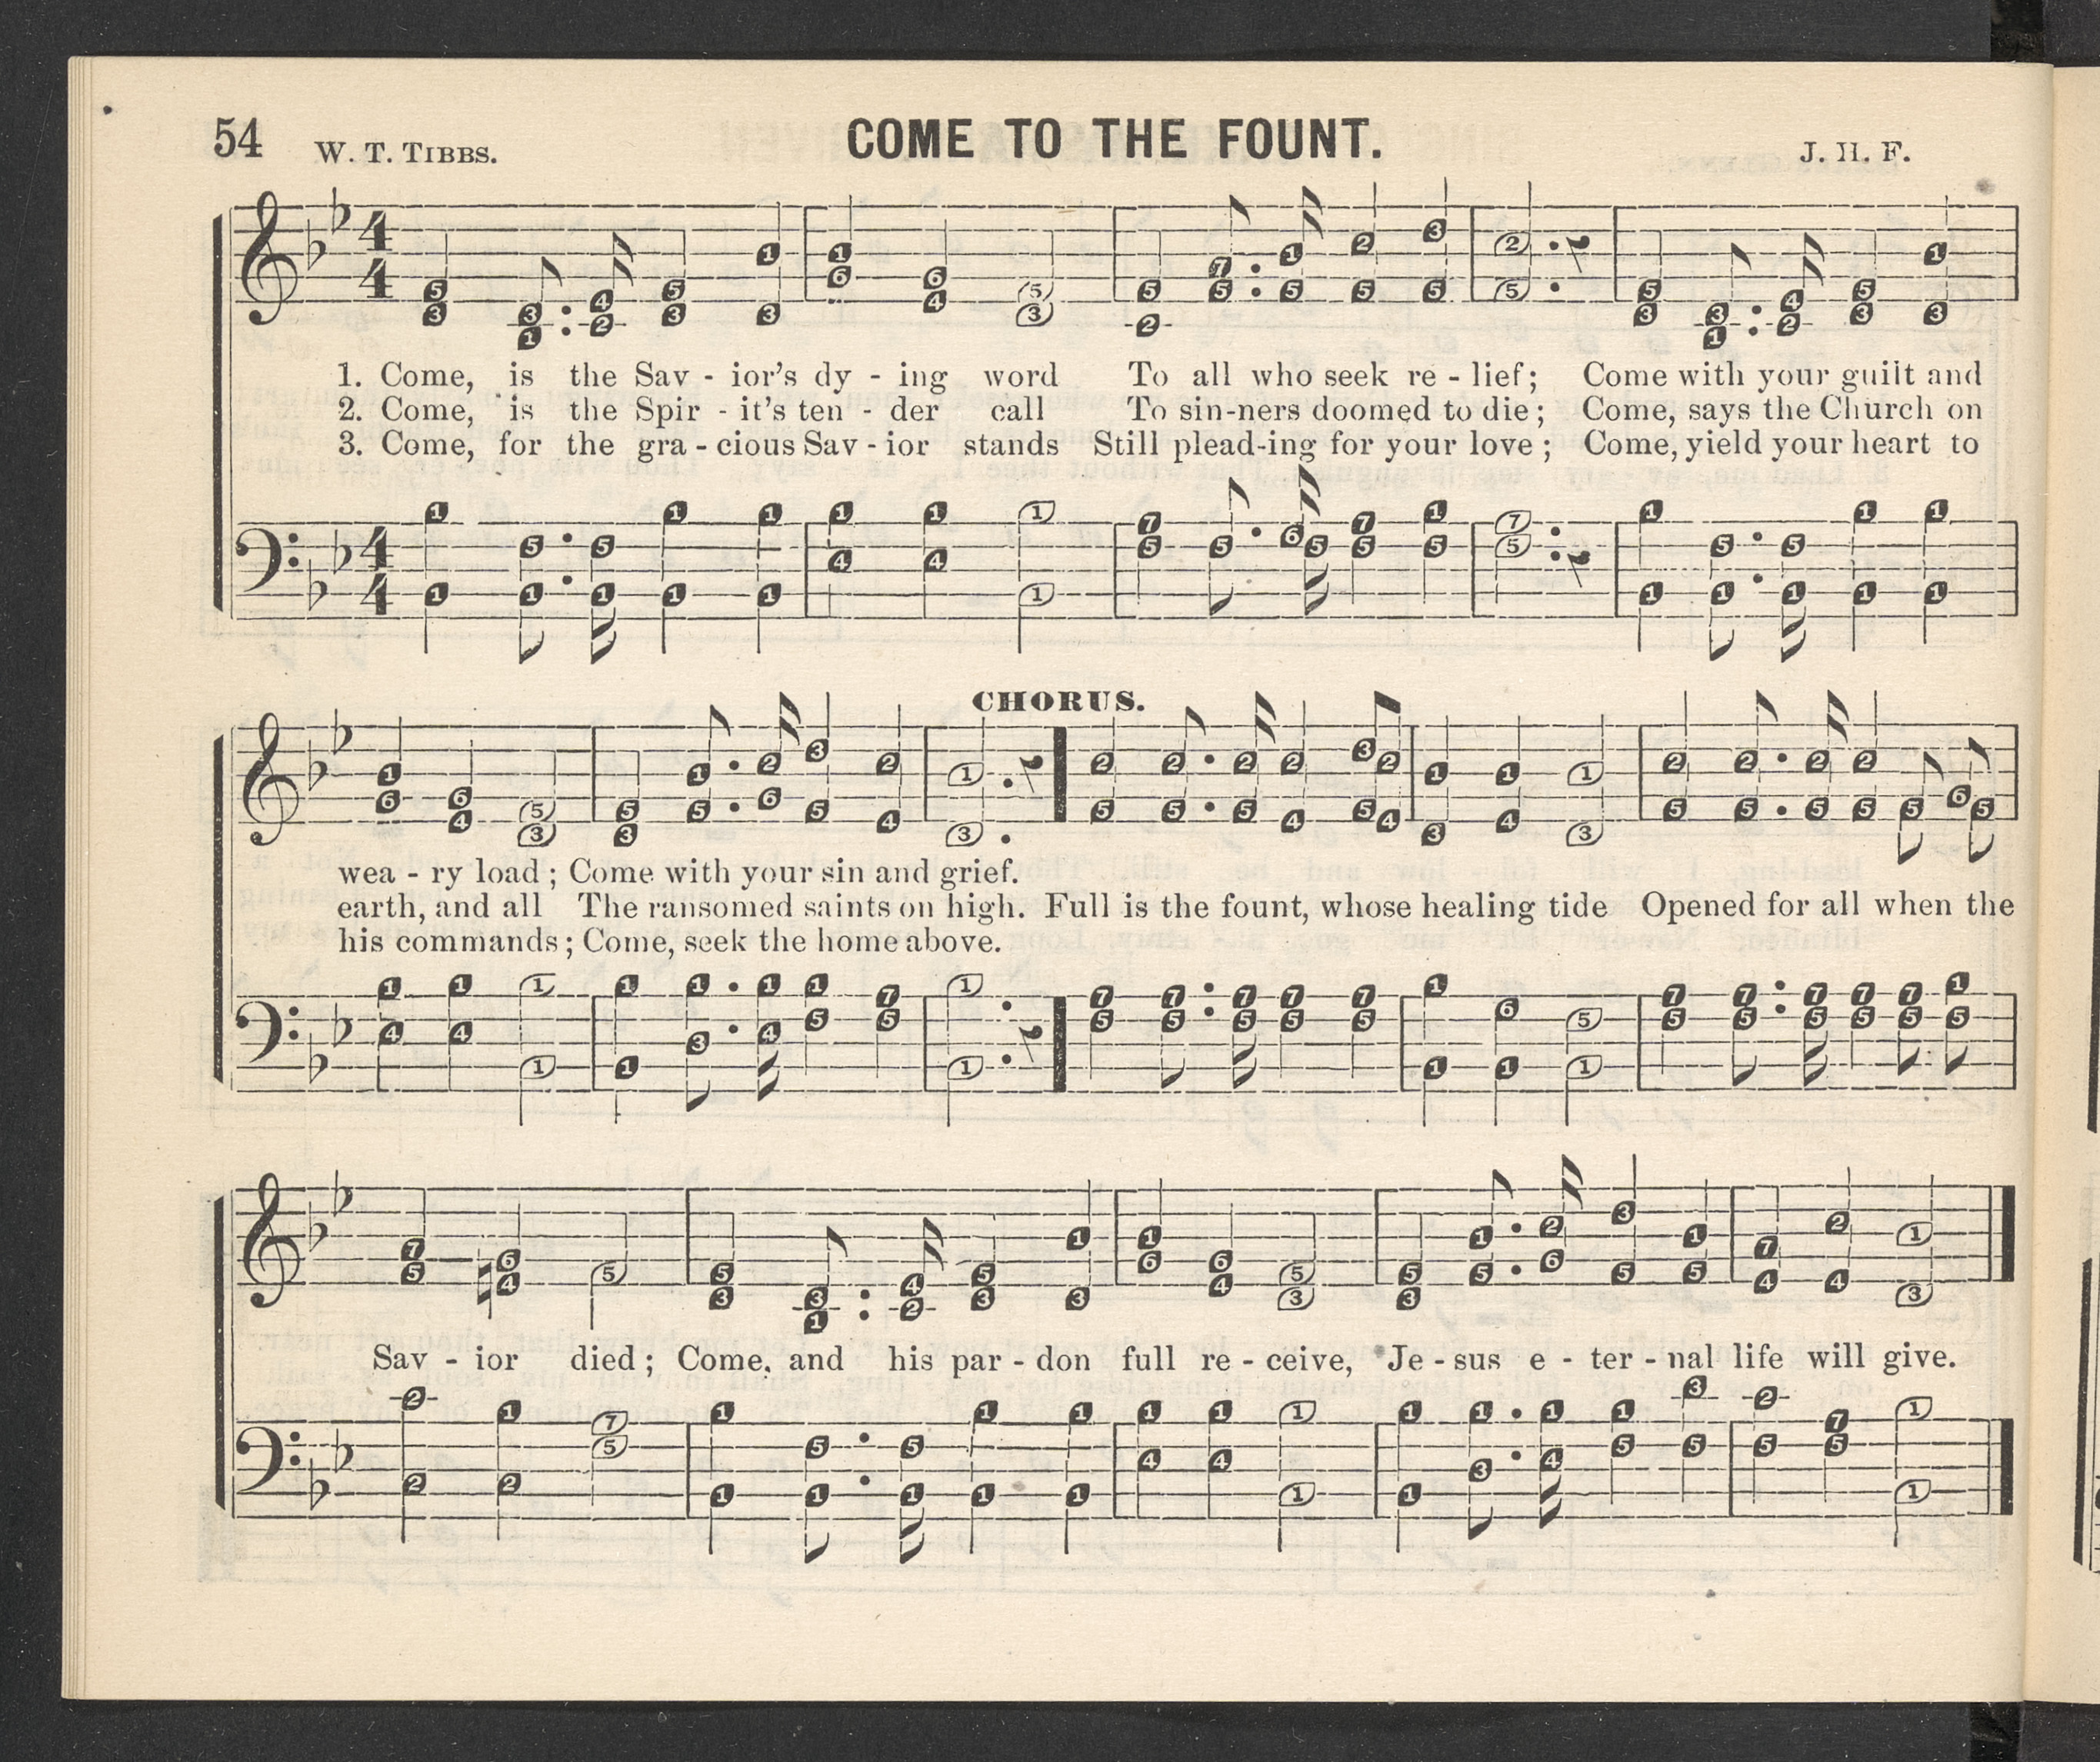 54
W. T. TIBBS.
COME TO THE FOUNT.
J. H. F.
1. Come, is the Sav - ior's dy - ing word To all who seek re - lief; Come with your guilt and
2. Come, is the Spir - it's ten - der call To sin-ners doomed to die; Come, says the Church on
3. Come, for the gra - cious Sav - ior stands Still plead-ing for your love; Come, yield your heart to
CHORUS.
wea - ry load; Come with your sin and grief.
earth, and all The ransomed saints on high. Full is the fount, whose healing tide Opened for all when the
his commands; Come, seek the home above.
Sav - ior died; Come, and his par - don full re - ceive, Je - sus e - ter - nal life will give.